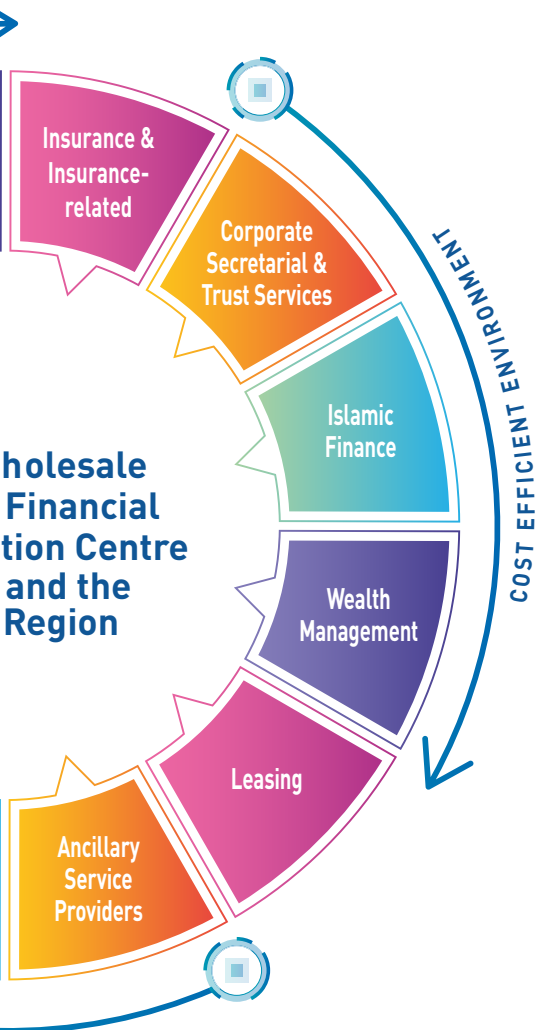 Insurance &
Insurance-
related
Corporate
Secretarial &
Trust Services
Islamic
Finance
Wealth
Management
Leasing
Ancillary
Service
Providers
holesale
Financial
tion Centre
and the
Region
COST EFFICIENT ENVIRONMENT